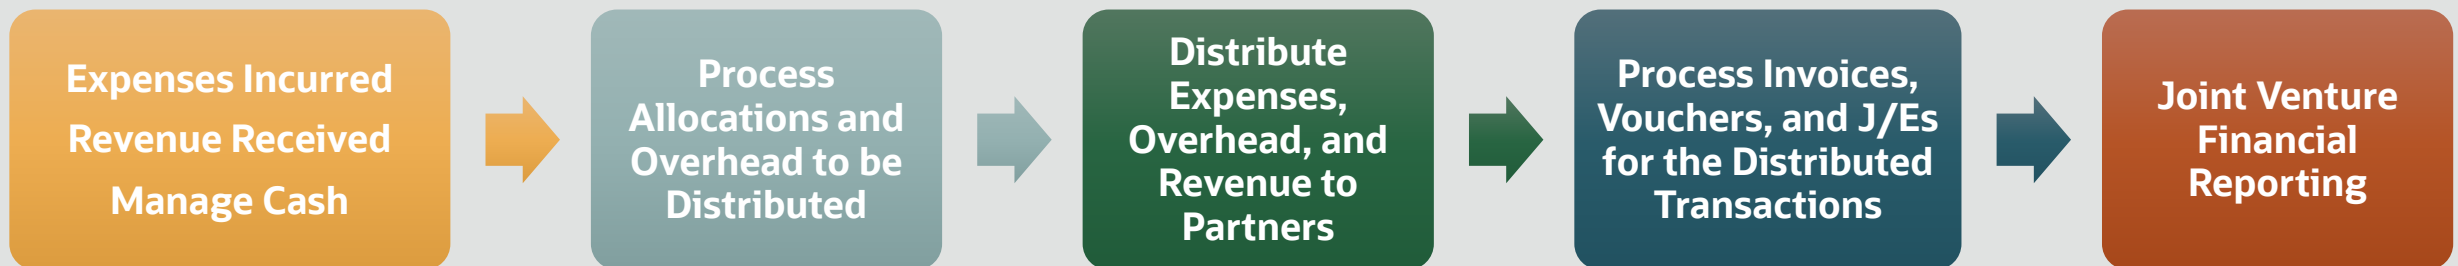 Expenses Incurred
Revenue Received
Manage Cash
Process
Allocations and
Overhead to be
Distributed
Distribute
Expenses,
Overhead, and
Revenue to
Partners
Process Invoices,
Vouchers, and J/Es
for the Distributed
Transactions
Joint Venture
Financial
Reporting